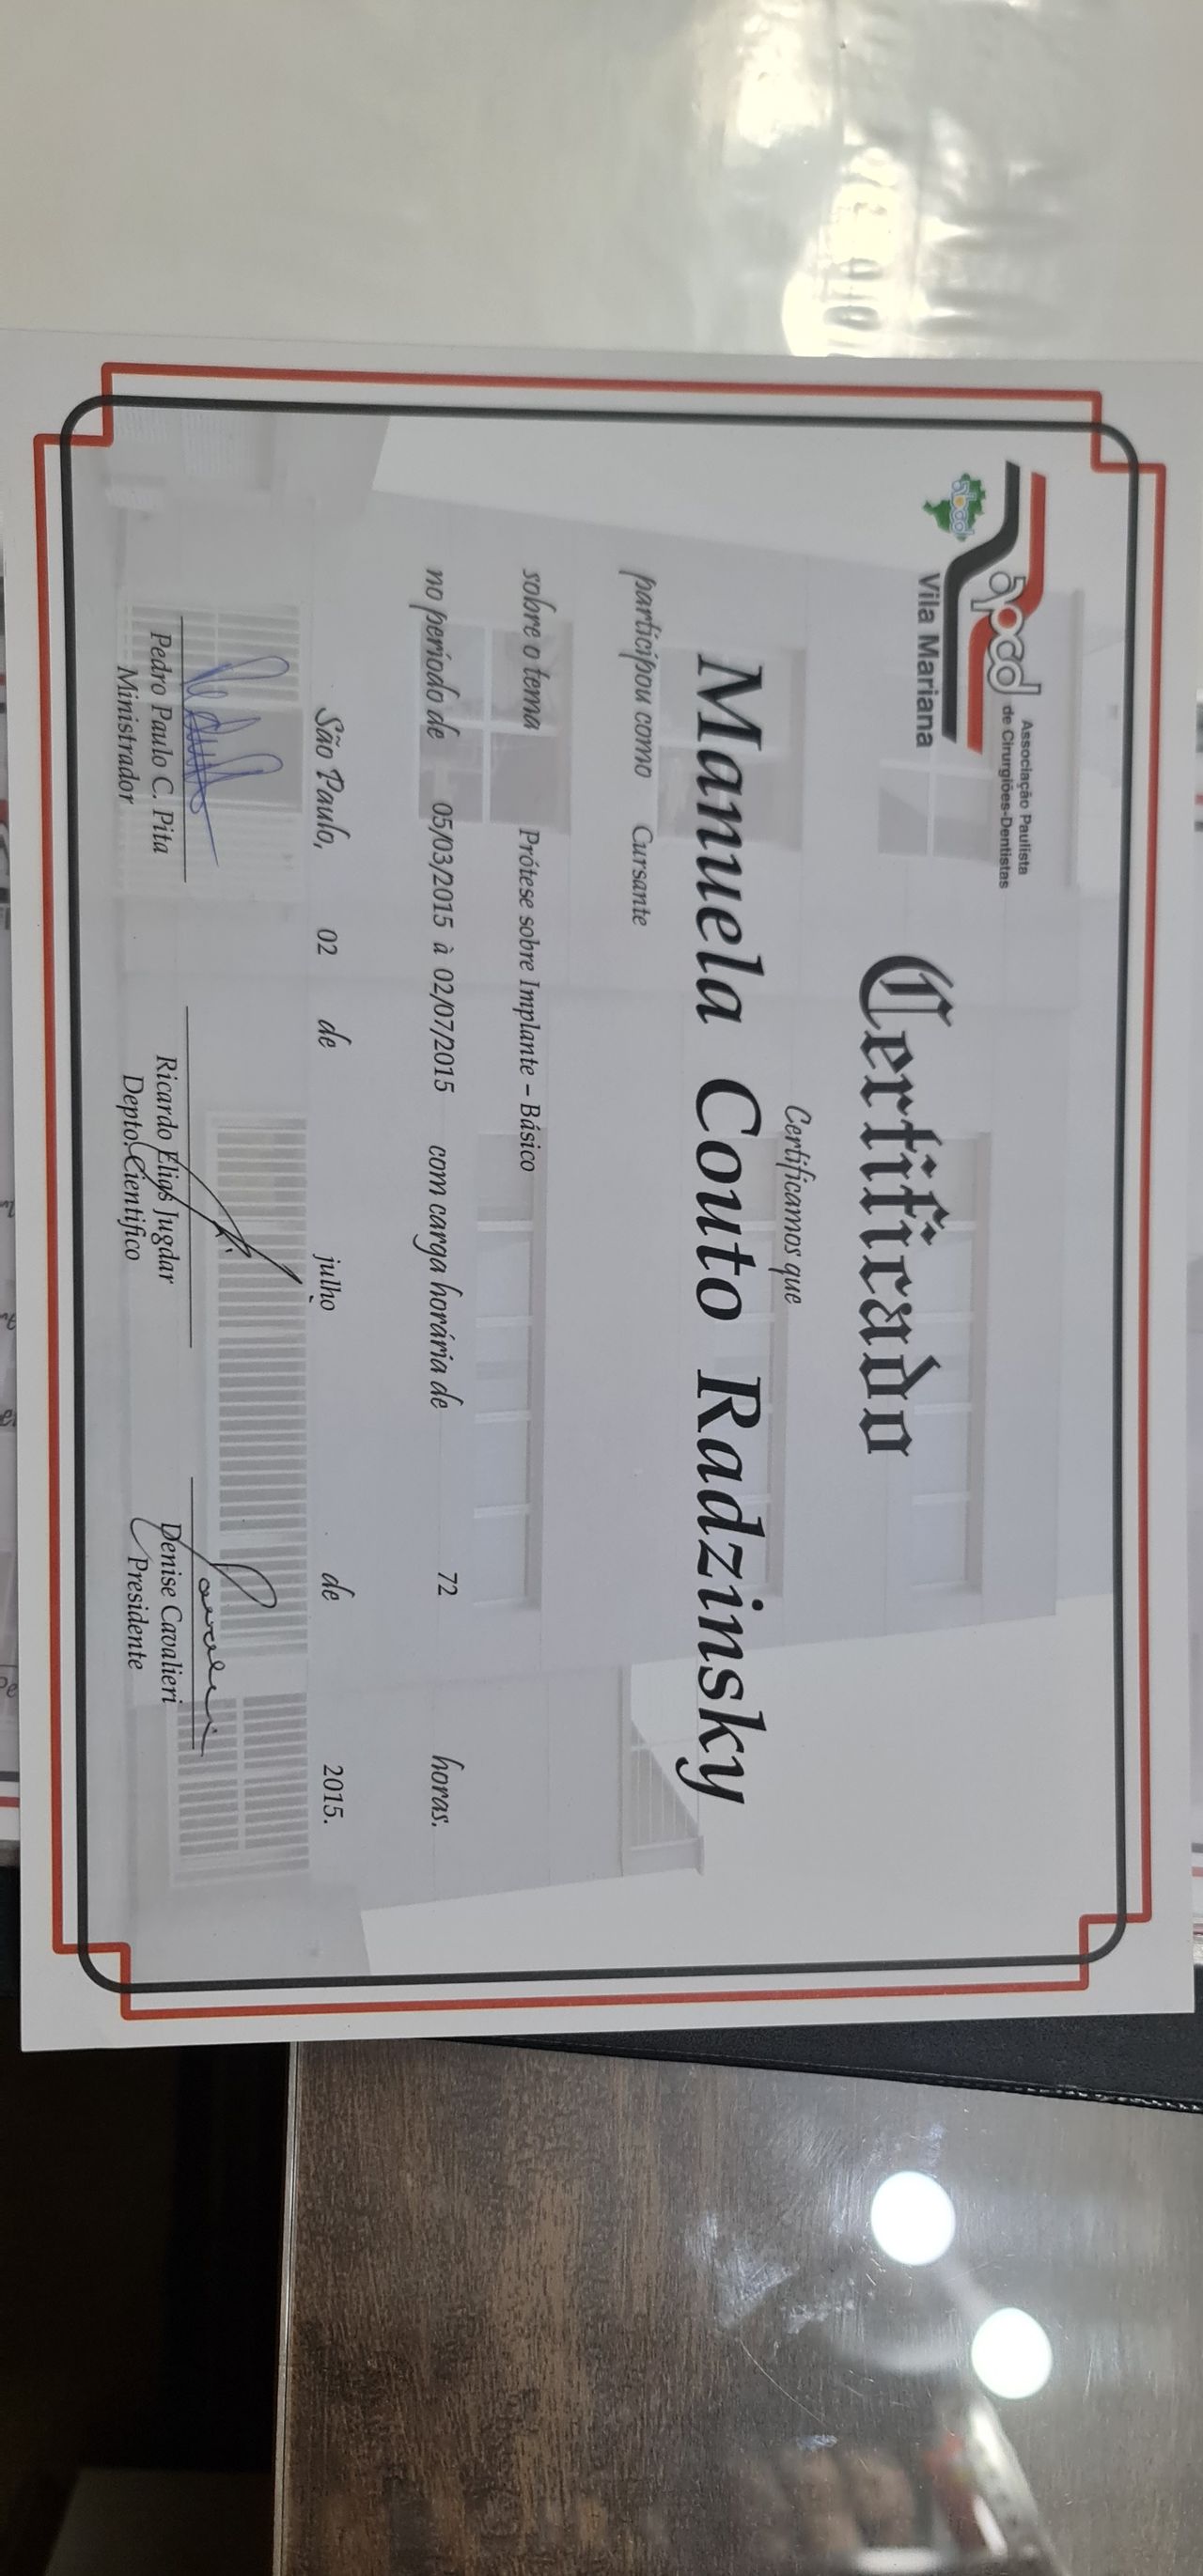 apcd
Associação Paulista
de Cirurgiões-Dentistas
abcd
Vila Mariana
Certificado
Certificamos que
Manuela Couto Radzinsky
participou como Cursante
sobre o tema Prótese sobre Implante – Básico
no período de 05/03/2015 à 02/07/2015 com carga horária de 72 horas.
São Paulo, 02 de julho de 2015.
Pedro Paulo C. Pita
Ministrador
Ricardo Elias Jugdar
Depto. Cientifico
Denise Cavalieri
Presidente